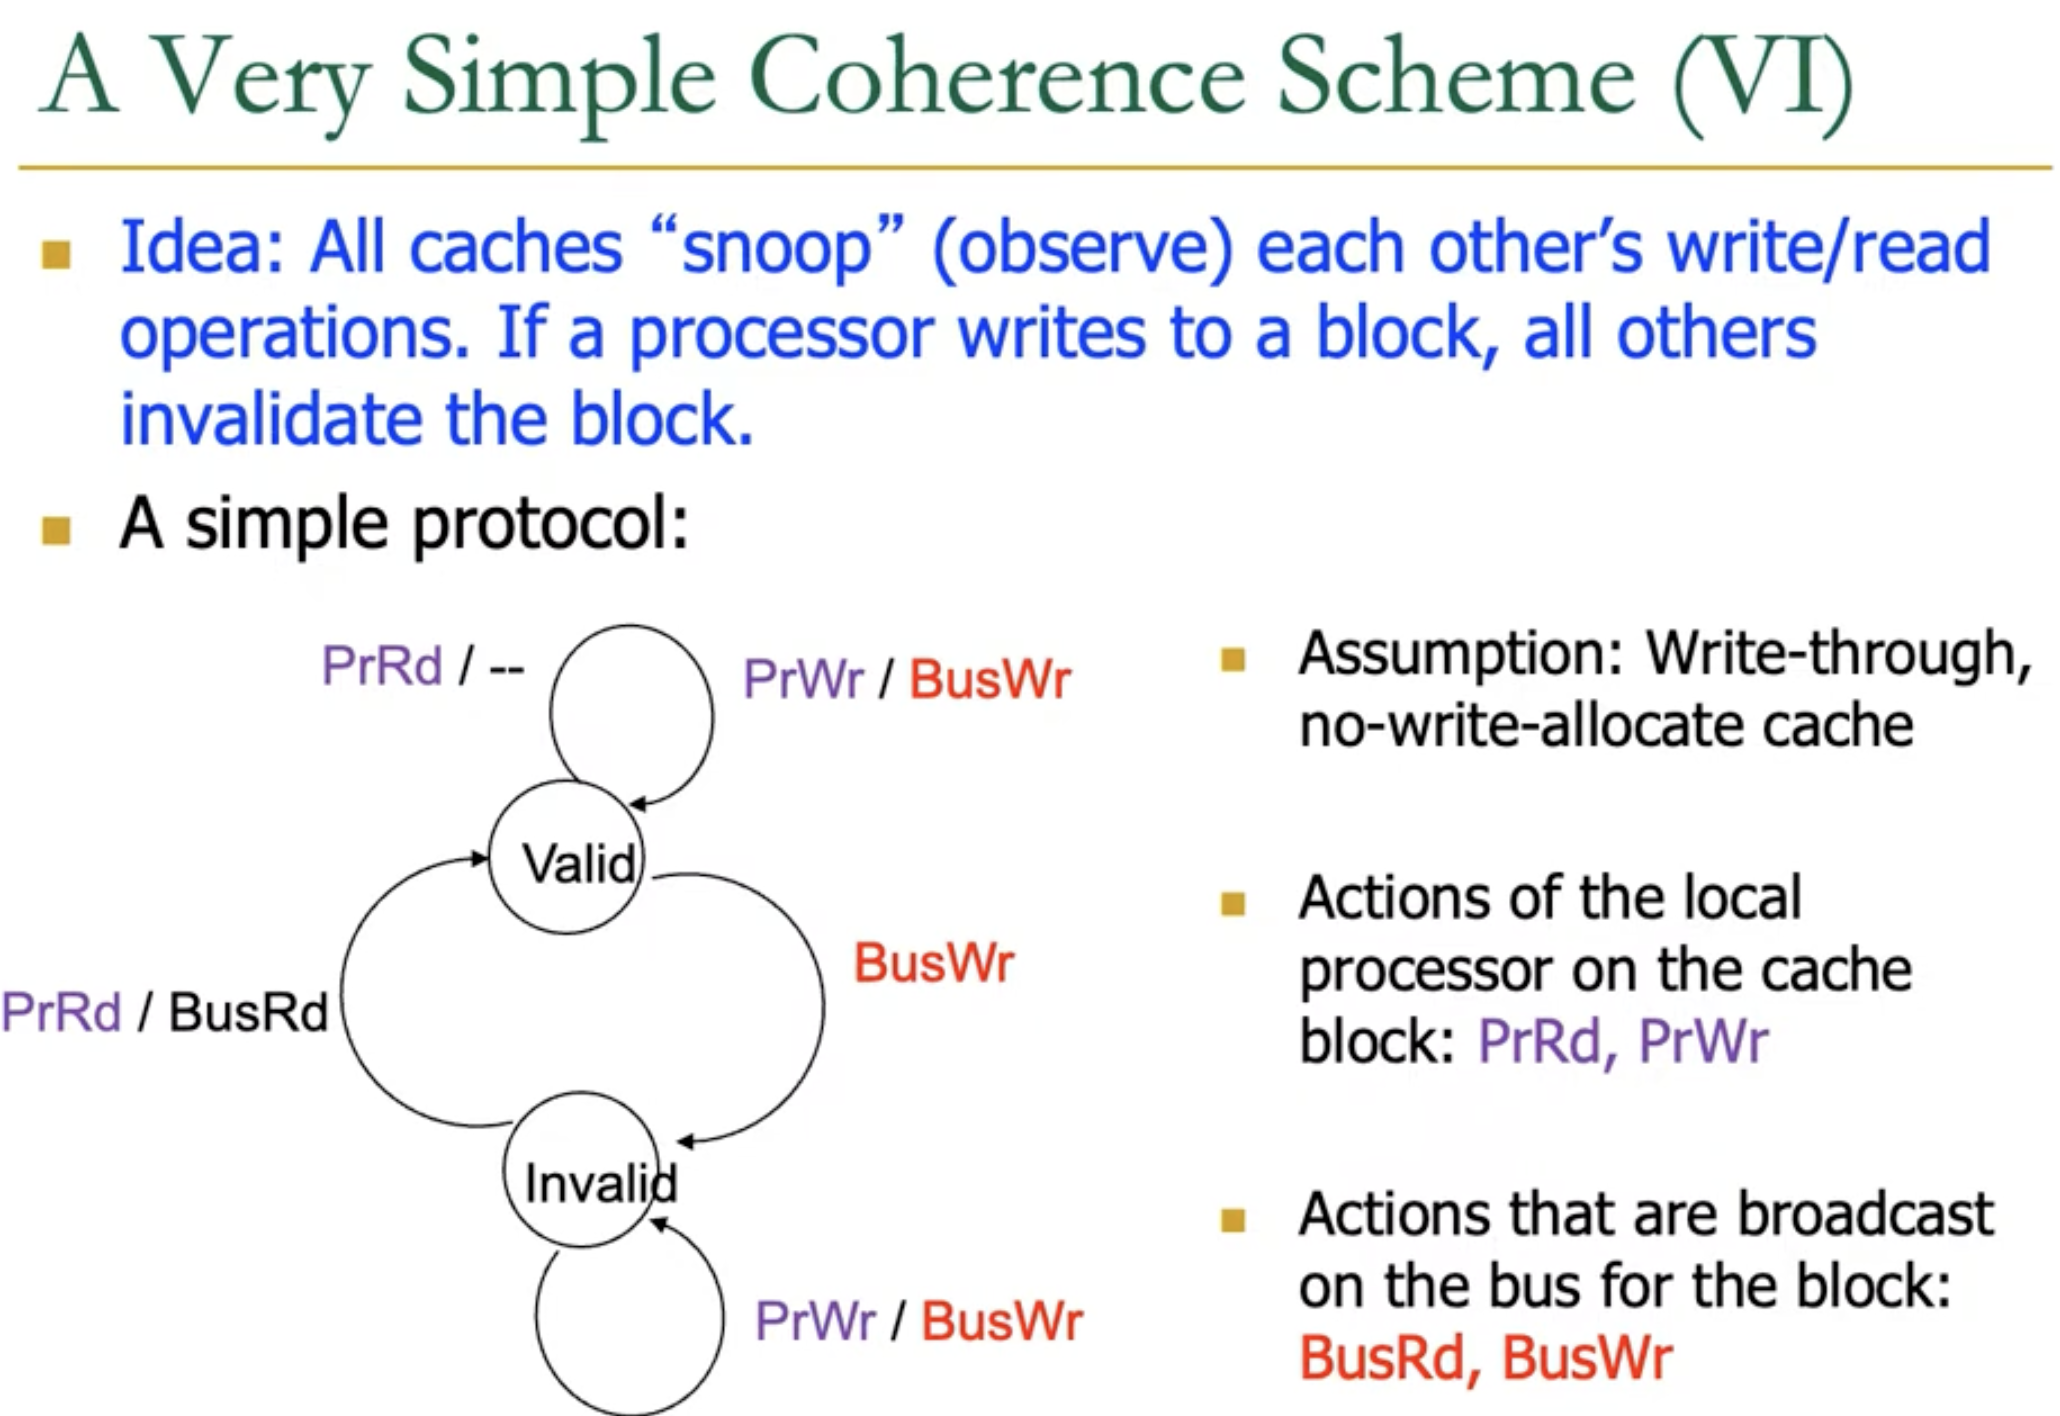 A Very Simple Coherence Scheme (VI)
Idea: All caches “snoop” (observe) each other’s write/read
operations. If a processor writes to a block, all others
invalidate the block.
A simple protocol:
PrRd / --
PrWr / BusWr
Valid
BusWr
PrRd / BusRd
Invalid
PrWr / BusWr
Assumption: Write-through,
no-write-allocate cache
Actions of the local
processor on the cache
block: PrRd, PrWr
Actions that are broadcast
on the bus for the block:
BusRd, BusWr